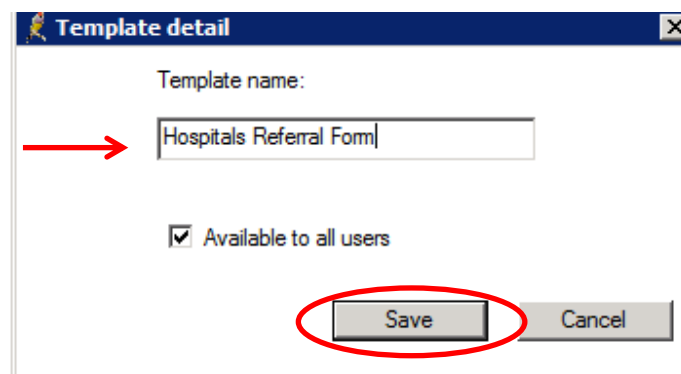 Template detail
Template name:
Hospitals Referral Form
Available to all users
Save Cancel